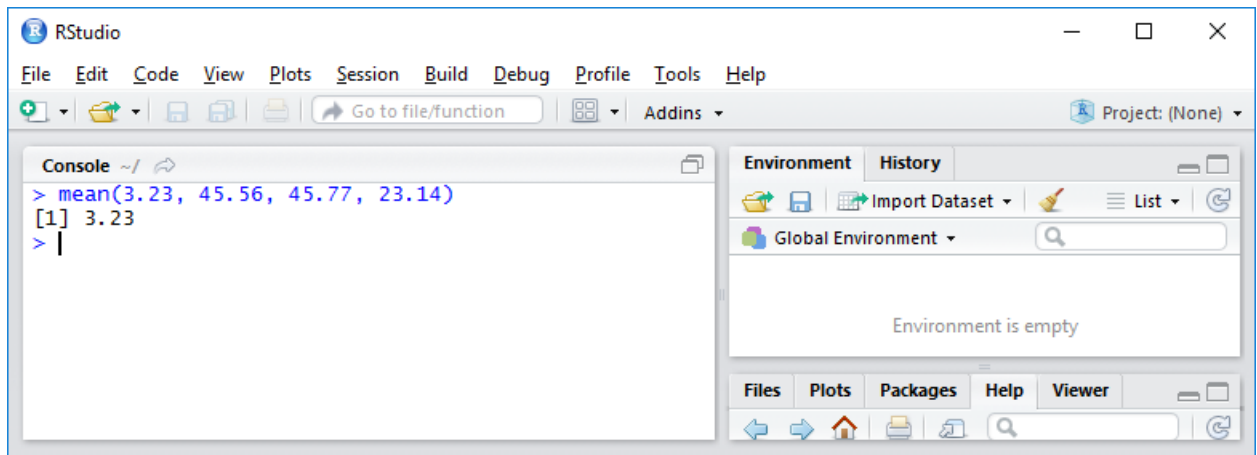 RStudio
File Edit Code View Plots Session Build Debug Profile Tools Help
Go to file/function Addins Project: (None)
Console ~/
> mean(3.23, 45.56, 45.77, 23.14)
[1] 3.23
>
Environment History
Import Dataset List
Global Environment
Environment is empty
Files Plots Packages Help Viewer